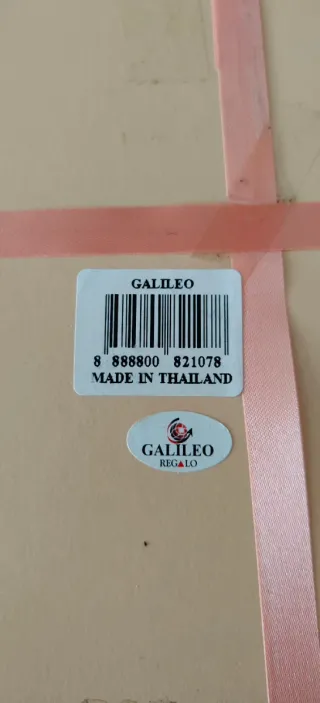 GALILEO
8 888800 821078
MADE IN THAILAND
GALILEO
REGALO